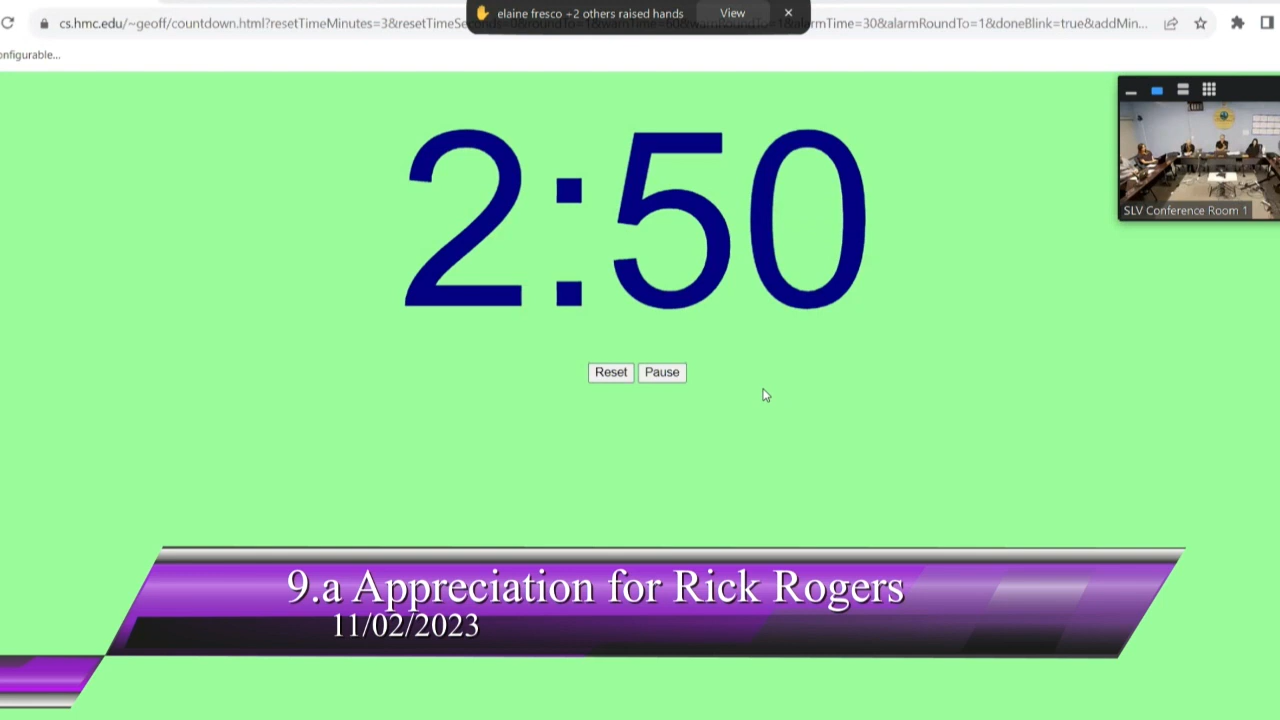 elaine fresco +2 others raised hands View
cs.hmc.edu/~geoff/countdown.html?resetTimeMinutes=3&resetTimeSec
alarmTime=30&alarmRoundTo=1&doneBlink=true&addMin...
onfigurable...
2:50
SLV Conference Room 1
Reset Pause
9.a Appreciation for Rick Rogers
11/02/2023